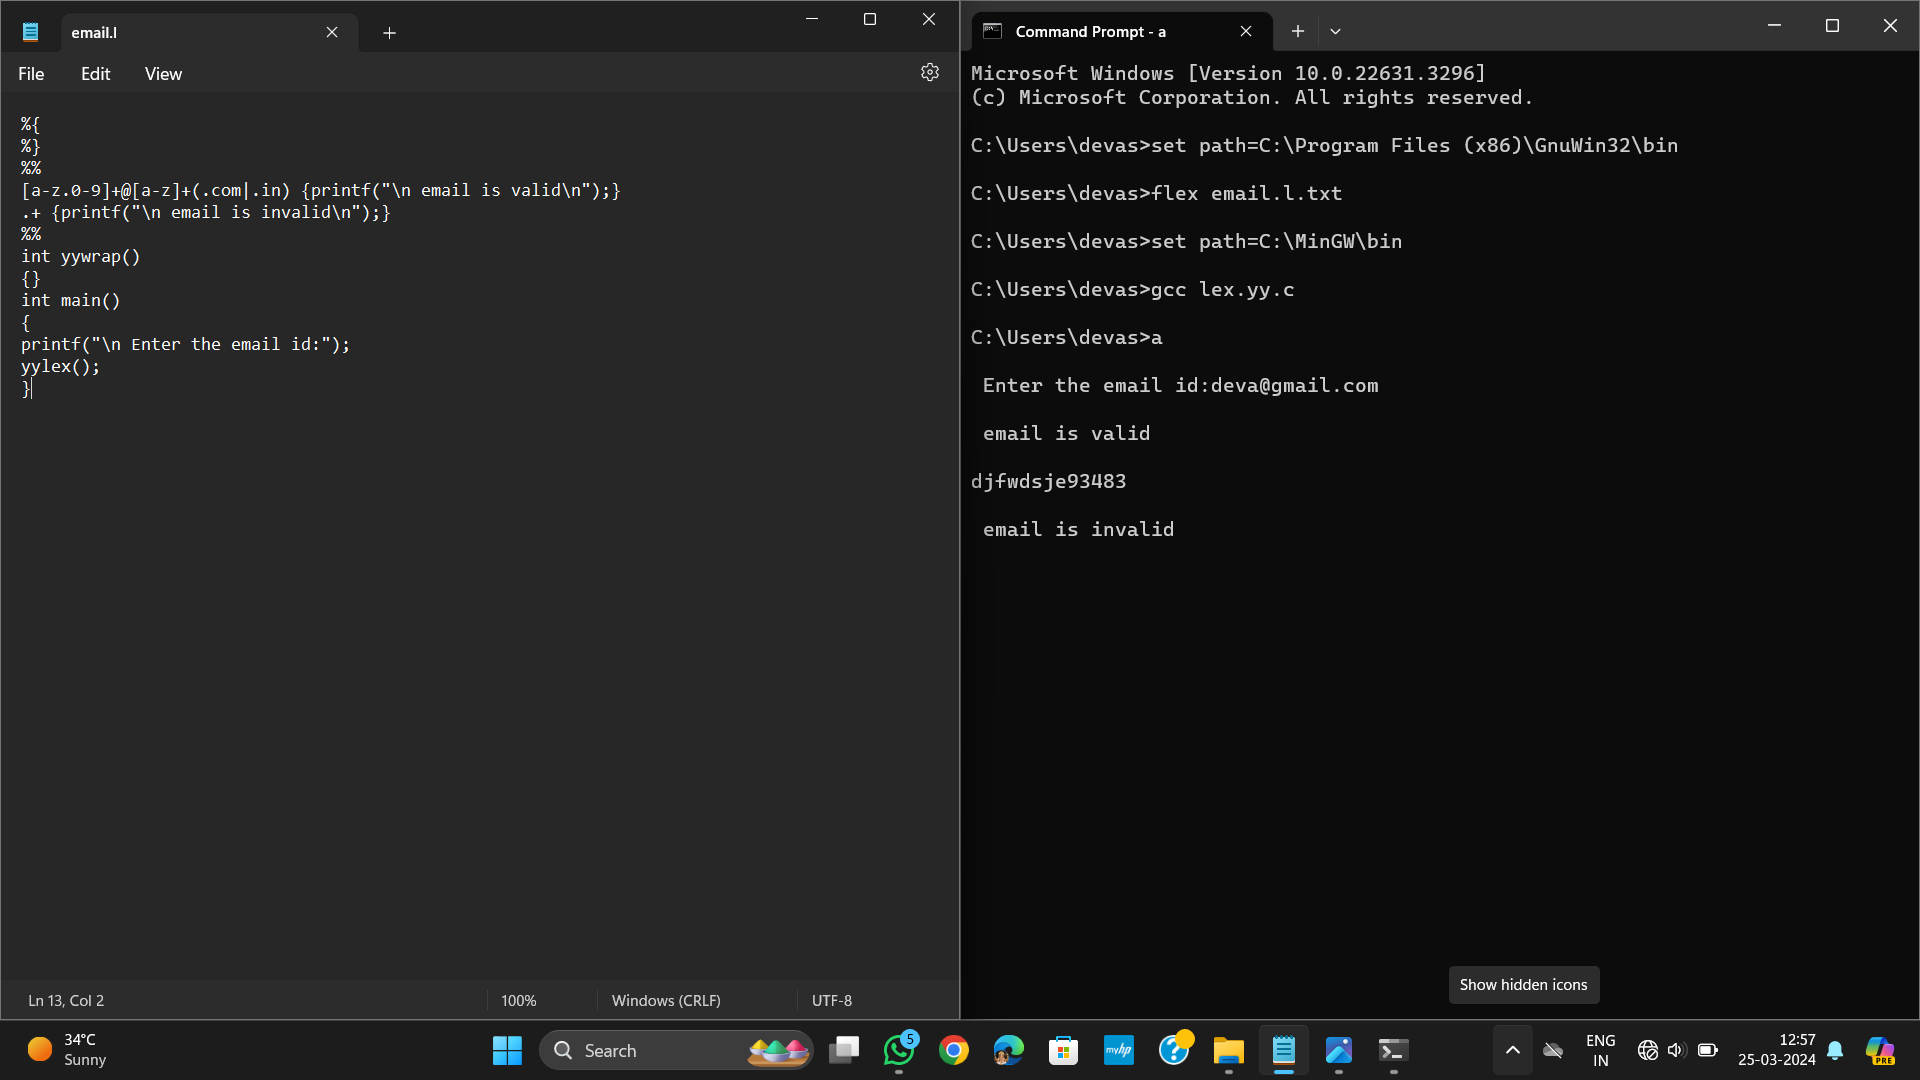 email.l
File Edit View
%{
%}
%%
[a-z.0-9]+@[a-z]+(.com|.in) {printf("\n email is valid\n");}
.+ {printf("\n email is invalid\n");}
%%
int yywrap()
{}
int main()
{
printf("\n Enter the email id:");
yylex();
}
Ln 13, Col 2 100% Windows (CRLF) UTF-8
Command Prompt - a
Microsoft Windows [Version 10.0.22631.3296]
(c) Microsoft Corporation. All rights reserved.
C:\Users\devas>set path=C:\Program Files (x86)\GnuWin32\bin
C:\Users\devas>flex email.l.txt
C:\Users\devas>set path=C:\MinGW\bin
C:\Users\devas>gcc lex.yy.c
C:\Users\devas>a
Enter the email id:deva@gmail.com
email is valid
djfwdsje93483
email is invalid
Show hidden icons
34°C
Sunny
Search
5
myhp
ENG
IN
12:57
25-03-2024
PRE